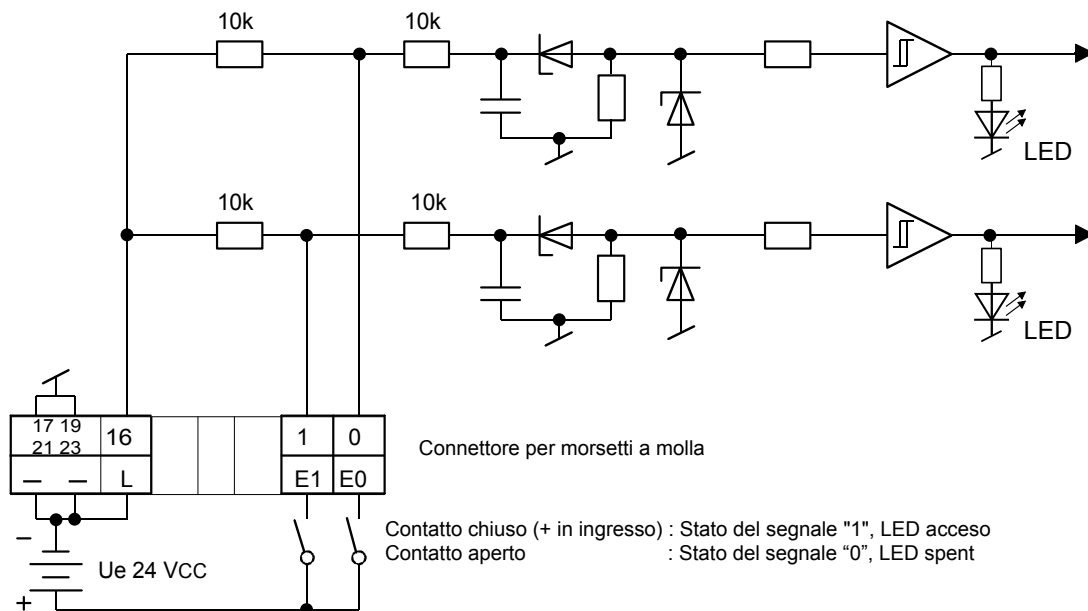 10k 10k
LED
10k 10k
LED
17 19 16 1 0
21 23
– – L E1 E0
Connettore per morsetti a molla
Contatto chiuso (+ in ingresso) : Stato del segnale "1", LED acceso
Contatto aperto : Stato del segnale “0”, LED spent
–
Ue 24 VCC
+